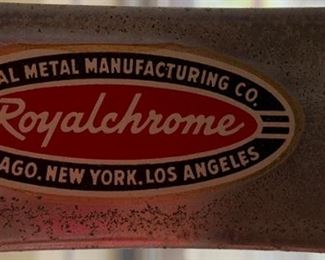 AL METAL MANUFACTURING CO.
Royalchrome
AGO. NEW YORK. LOS ANGELES